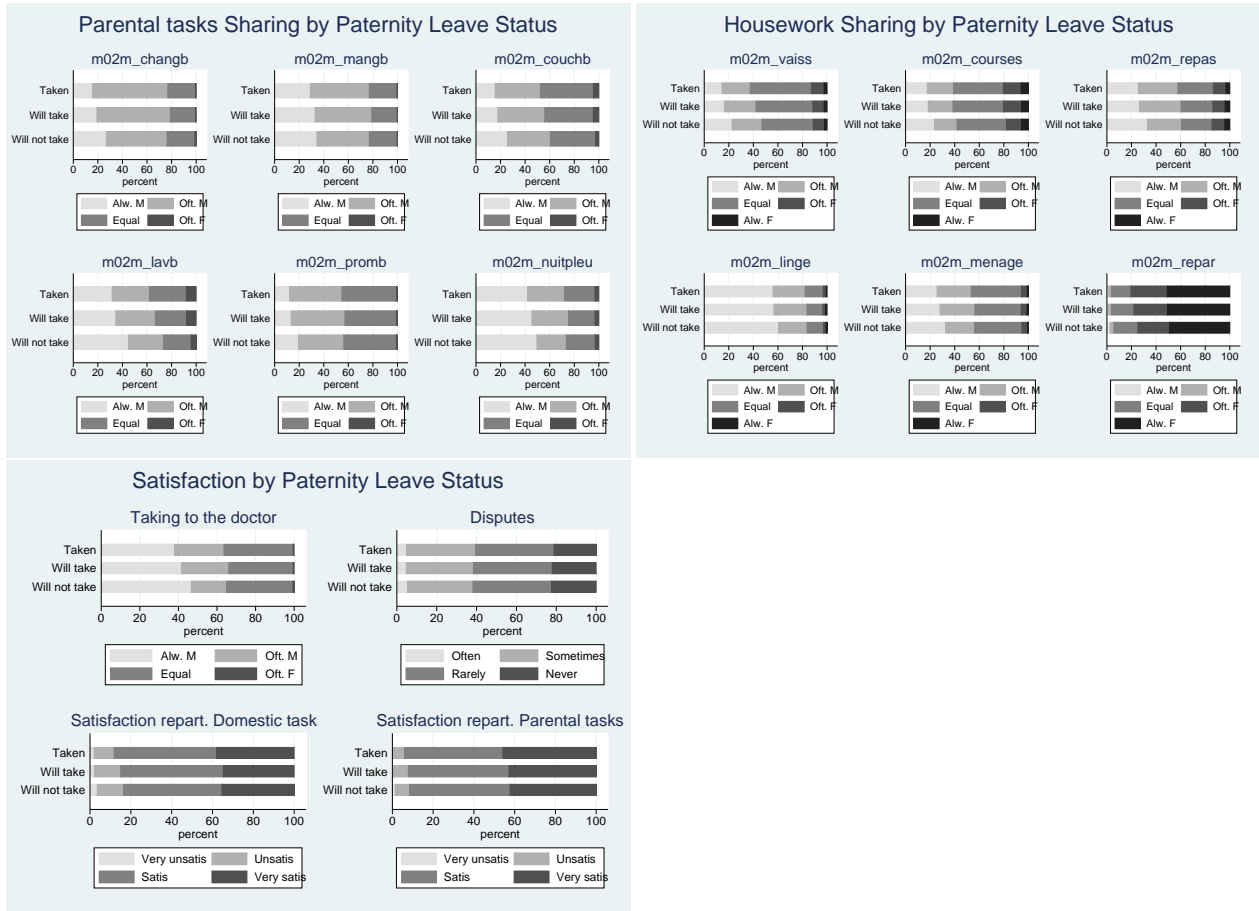 Parental tasks Sharing by Paternity Leave Status
m02m_changb
Taken
Will take
Will not take
0 20 40 60 80 100
percent
Alw. M Oft. M
Equal Oft. F
m02m_mangb
0 20 40 60 80 100
percent
Alw. M Oft. M
Equal Oft. F
m02m_couchb
0 20 40 60 80 100
percent
Alw. M Oft. M
Equal Oft. F
m02m_lavb
Taken
Will take
Will not take
0 20 40 60 80 100
percent
Alw. M Oft. M
Equal Oft. F
m02m_promb
Taken
Will take
Will not take
0 20 40 60 80 100
percent
Alw. M Oft. M
Equal Oft. F
m02m_nuitpleu
Taken
Will take
Will not take
0 20 40 60 80 100
percent
Alw. M Oft. M
Equal Oft. F
Housework Sharing by Paternity Leave Status
m02m_vaiss
Taken
Will take
Will not take
0 20 40 60 80 100
percent
Alw. M Oft. M
Equal Oft. F
Alw. F
m02m_courses
Taken
Will take
Will not take
0 20 40 60 80 100
percent
Alw. M Oft. M
Equal Oft. F
Alw. F
m02m_repas
Taken
Will take
Will not take
0 20 40 60 80 100
percent
Alw. M Oft. M
Equal Oft. F
Alw. F
m02m_linge
Taken
Will take
Will not take
0 20 40 60 80 100
percent
Alw. M Oft. M
Equal Oft. F
Alw. F
m02m_menage
Taken
Will take
Will not take
0 20 40 60 80 100
percent
Alw. M Oft. M
Equal Oft. F
Alw. F
m02m_repar
Taken
Will take
Will not take
0 20 40 60 80 100
percent
Alw. M Oft. M
Equal Oft. F
Alw. F
Satisfaction by Paternity Leave Status
Taking to the doctor
Taken
Will take
Will not take
0 20 40 60 80 100
percent
Alw. M Oft. M
Equal Oft. F
Disputes
Taken
Will take
Will not take
0 20 40 60 80 100
percent
Often Sometimes
Rarely Never
Satisfaction repart. Domestic task
Taken
Will take
Will not take
0 20 40 60 80 100
percent
Very unsatis Unsatis
Satis Very satis
Satisfaction repart. Parental tasks
Taken
Will take
Will not take
0 20 40 60 80 100
percent
Very unsatis Unsatis
Satis Very satis